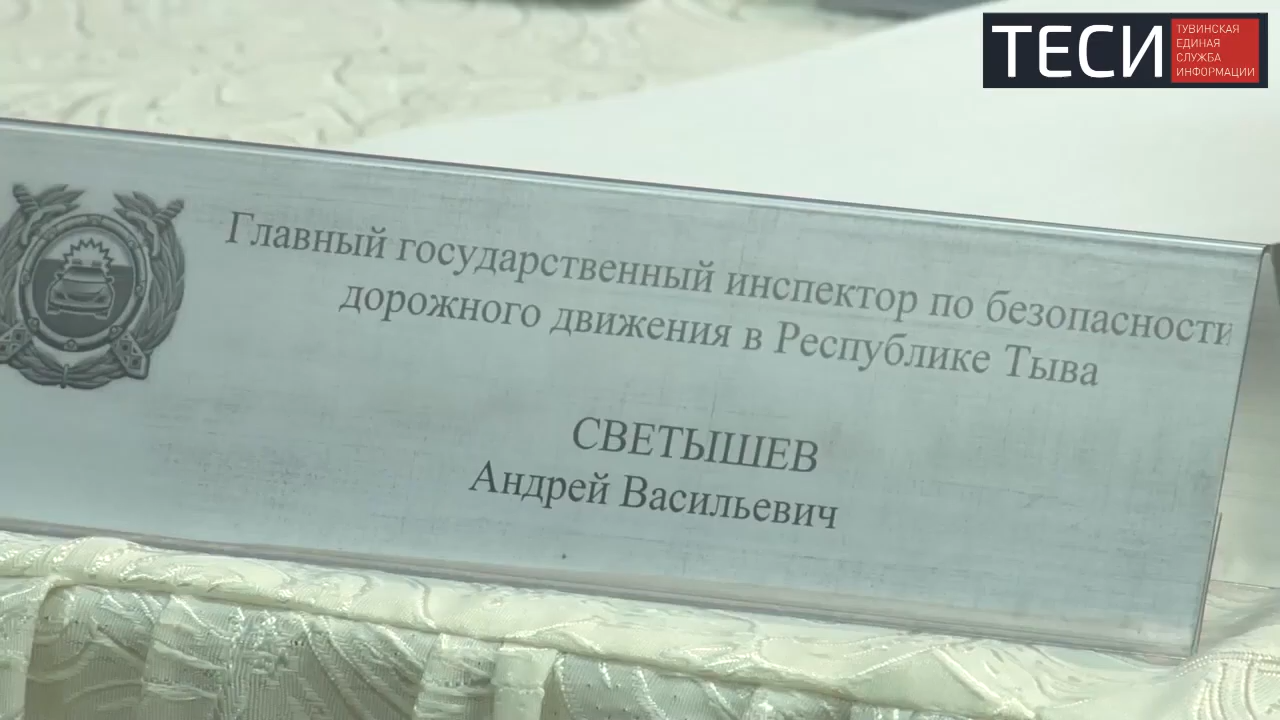 ТЕСИ
ТУВИНСКАЯ
ЕДИНАЯ
СЛУЖБА
ИНФОРМАЦИИ
Главный государственный инспектор по безопасности
дорожного движения в Республике Тыва
СВЕТЫШЕВ
Андрей Васильевич